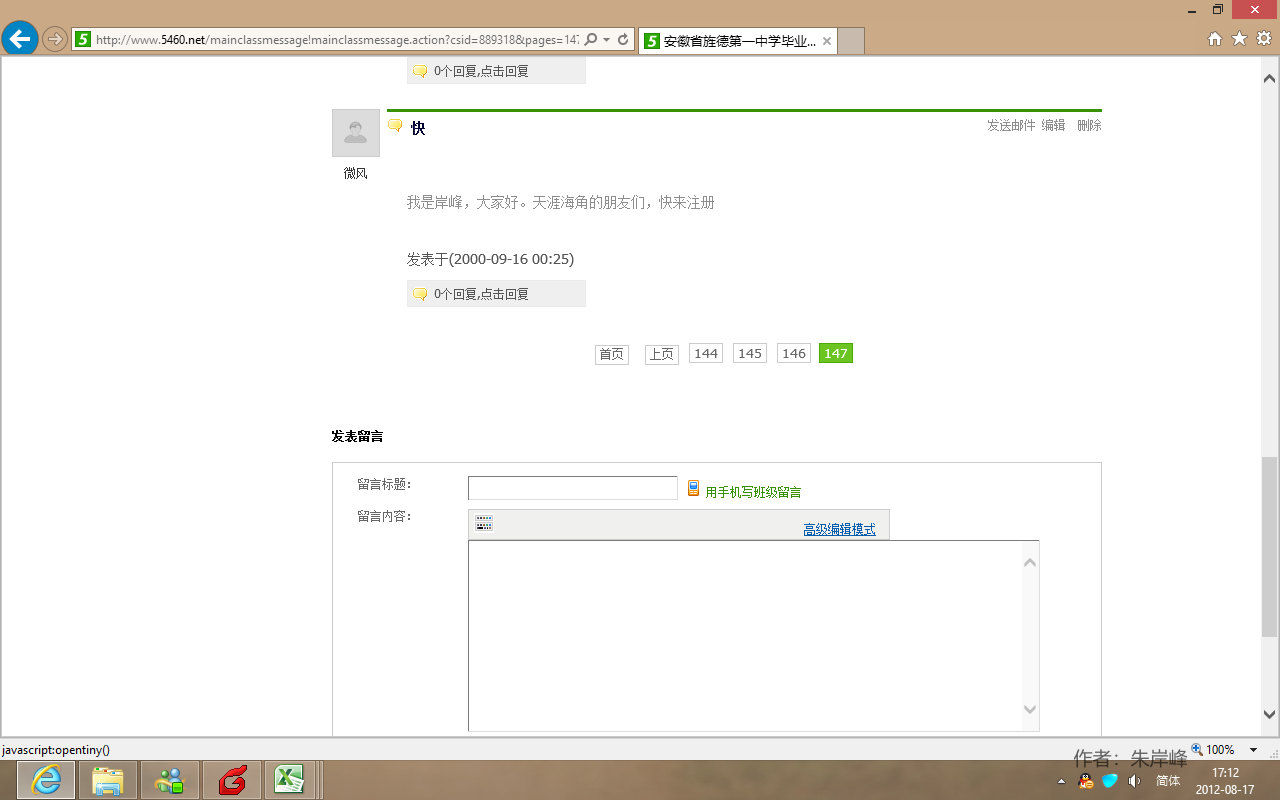 http://www.5460.net/mainclassmessage!mainclassmessage.action?csid=889318&pages=147
安徽省旌德第一中学毕业...
0个回复,点击回复
快
发送邮件 编辑 删除
微风
我是岸峰，大家好。天涯海角的朋友们，快来注册
发表于(2000-09-16 00:25)
0个回复,点击回复
首页 上页 144 145 146 147
发表留言
留言标题：
用手机写班级留言
留言内容：
高级编辑模式
javascript:opentiny()
100%
作者：朱岸峰
简体
17:12
2012-08-17